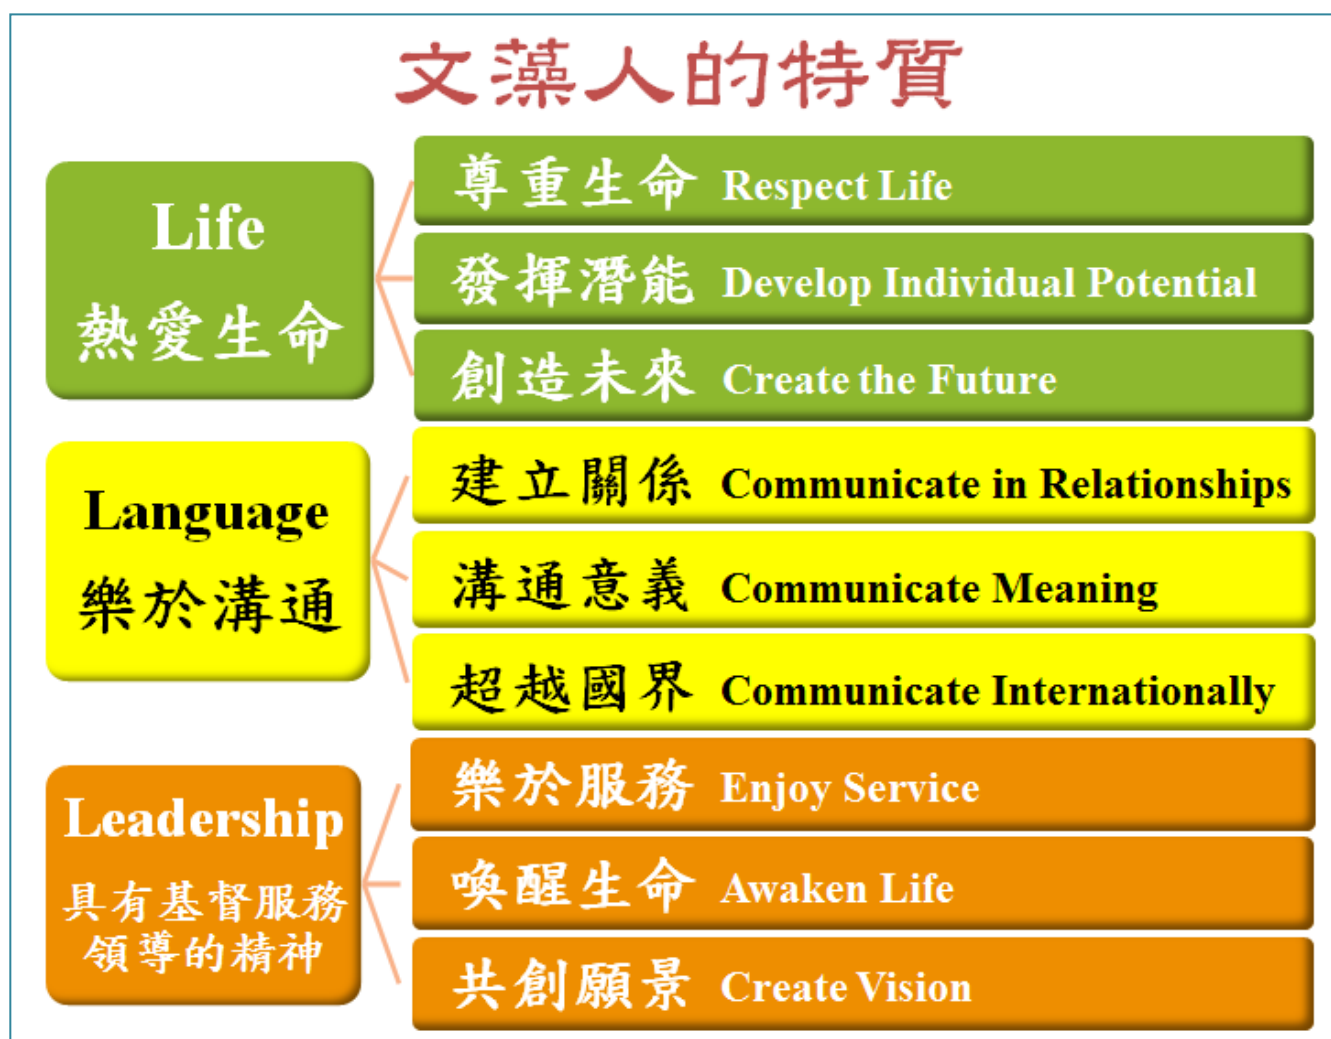 文藻人的特質
Life
熱愛生命
尊重生命 Respect Life
發揮潛能 Develop Individual Potential
創造未來 Create the Future
Language
樂於溝通
建立關係 Communicate in Relationships
溝通意義 Communicate Meaning
超越國界 Communicate Internationally
Leadership
具有基督服務
領導的精神
樂於服務 Enjoy Service
喚醒生命 Awaken Life
共創願景 Create Vision